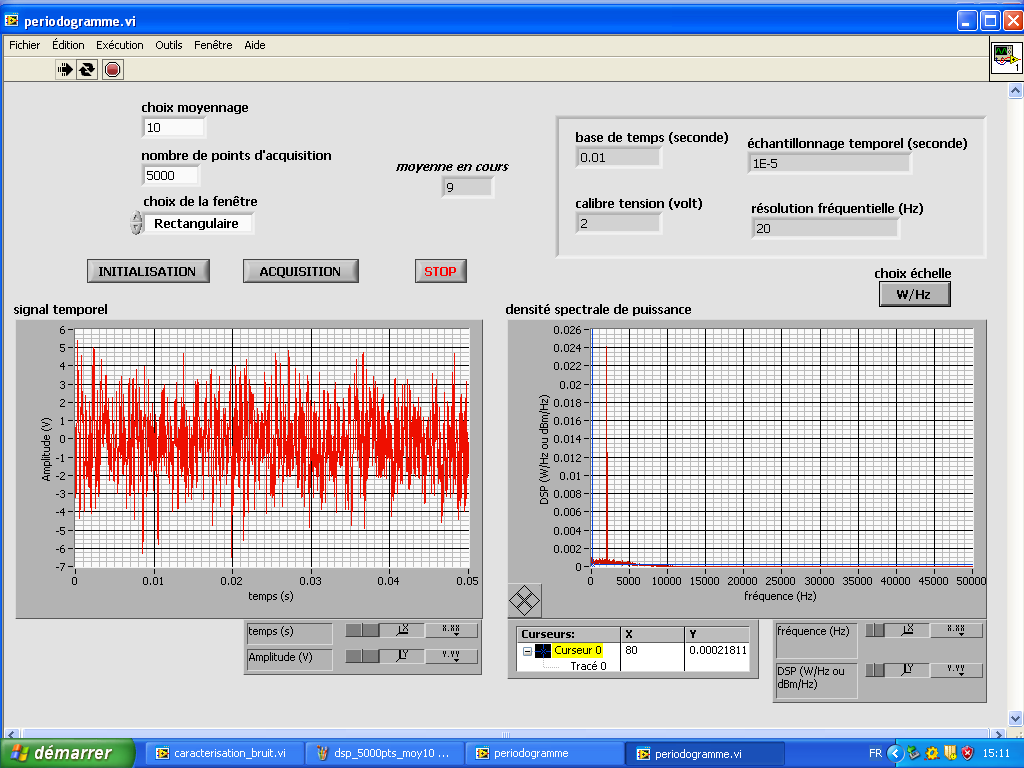 periodogramme.vi
Fichier Édition Exécution Outils Fenêtre Aide
1
choix moyennage
10
nombre de points d'acquisition
5000
choix de la fenêtre
Rectangulaire
moyenne en cours
9
base de temps (seconde)
0.01
échantillonnage temporel (seconde)
1E-5
calibre tension (volt)
2
résolution fréquentielle (Hz)
20
INITIALISATION
ACQUISITION
STOP
choix échelle
W/Hz
signal temporel
6
5
4
3
2
1
0
-1
-2
-3
-4
-5
-6
-7
Amplitude (V)
0 0.01 0.02 0.03 0.04 0.05
temps (s)
densité spectrale de puissance
0.026
0.024
0.022
0.02
0.018
0.016
0.014
0.012
0.01
0.008
0.006
0.004
0.002
0
DSP (W/Hz ou dBm/Hz)
0 5000 10000 15000 20000 25000 30000 35000 40000 45000 50000
fréquence (Hz)
temps (s)
Amplitude (V)
Curseurs: X Y
Curseur 0 80 0.00021811
Tracé 0
fréquence (Hz)
DSP (W/Hz ou
dBm/Hz)
démarrer
caracterisation_bruit.vi
dsp_5000pts_moy10 ...
periodogramme
periodogramme.vi
FR
15:11